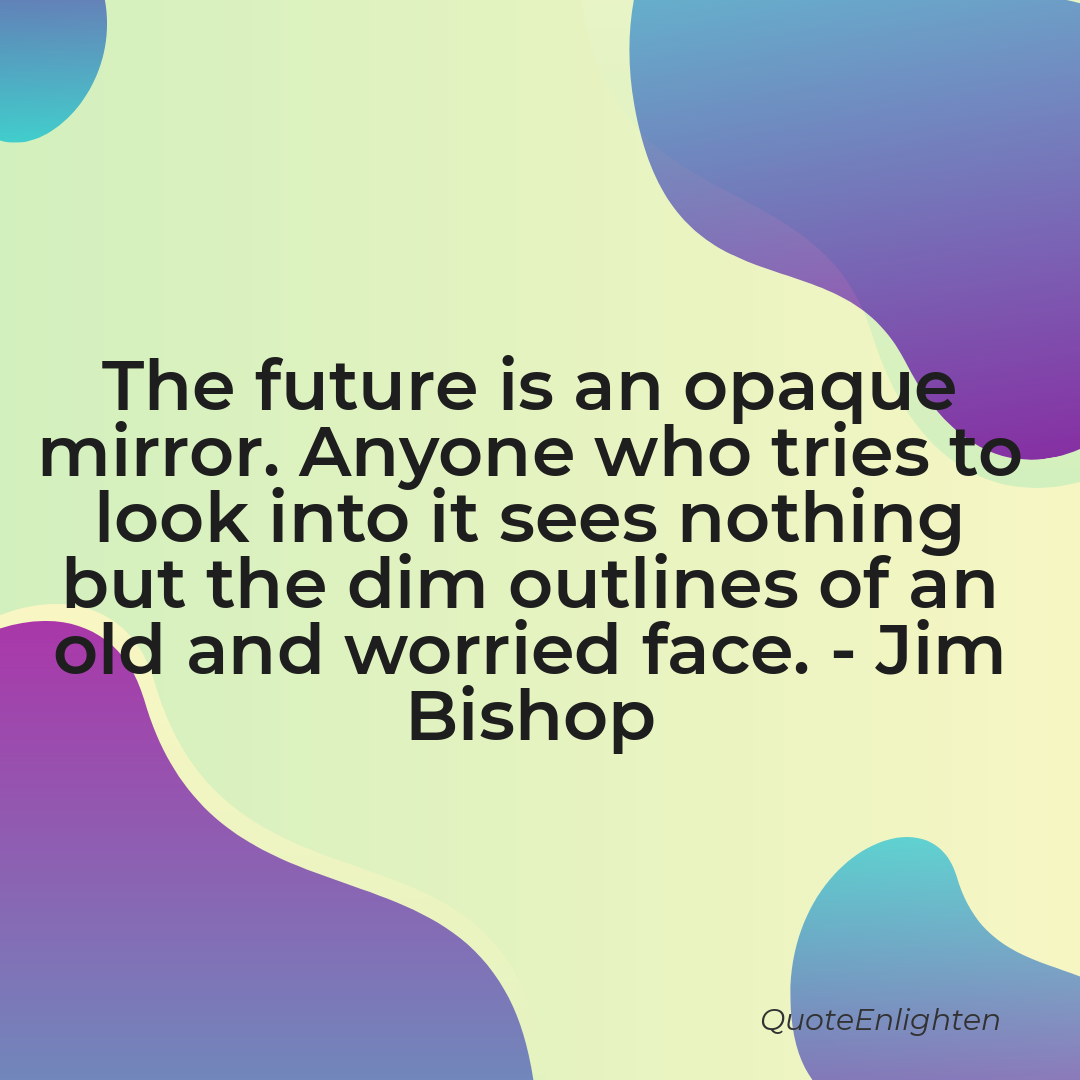 The future is an opaque
mirror. Anyone who tries to
look into it sees nothing
but the dim outlines of an
old and worried face. - Jim
Bishop
QuoteEnlighten